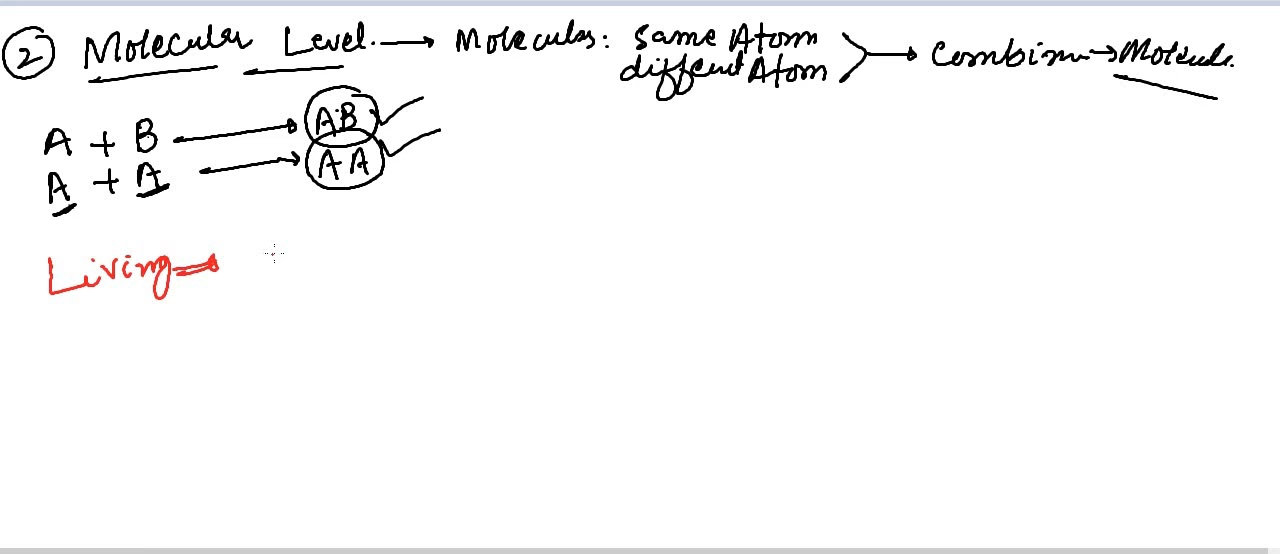 ② Molecular Level. → Molecules: Same Atom
different Atom → Combine → Molecule.
A + B → AB
A + A → AA
Living →